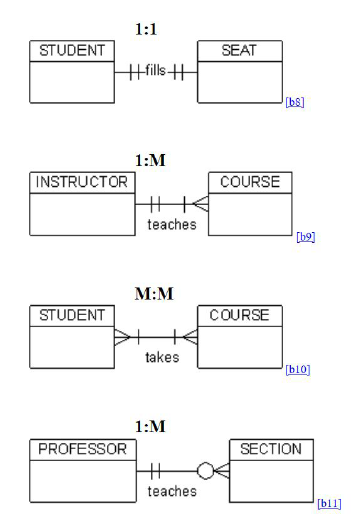 1:1
STUDENT fills SEAT
[b8]
1:M
INSTRUCTOR COURSE
teaches
[b9]
M:M
STUDENT COURSE
takes
[b10]
1:M
PROFESSOR SECTION
teaches
[b11]